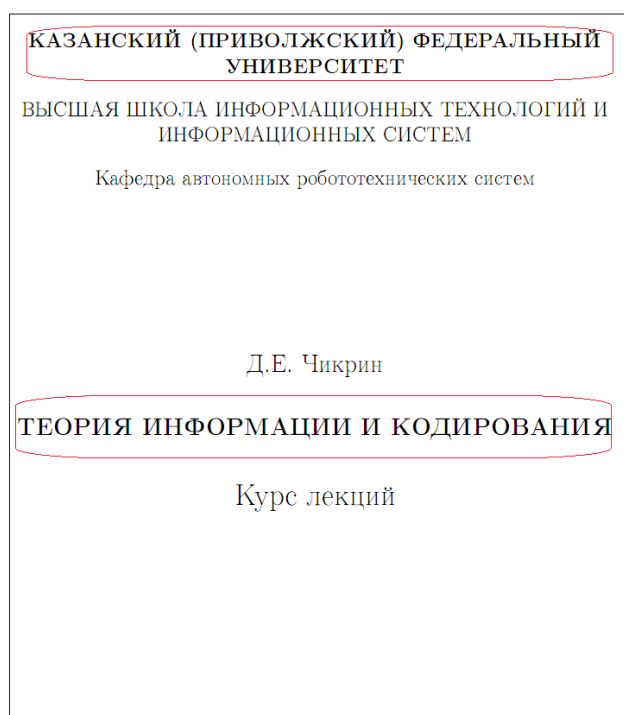 КАЗАНСКИЙ (ПРИВОЛЖСКИЙ) ФЕДЕРАЛЬНЫЙ
УНИВЕРСИТЕТ
ВЫСШАЯ ШКОЛА ИНФОРМАЦИОННЫХ ТЕХНОЛОГИЙ И
ИНФОРМАЦИОННЫХ СИСТЕМ
Кафедра автономных робототехнических систем
Д.Е. Чикрин
ТЕОРИЯ ИНФОРМАЦИИ И КОДИРОВАНИЯ
Курс лекций